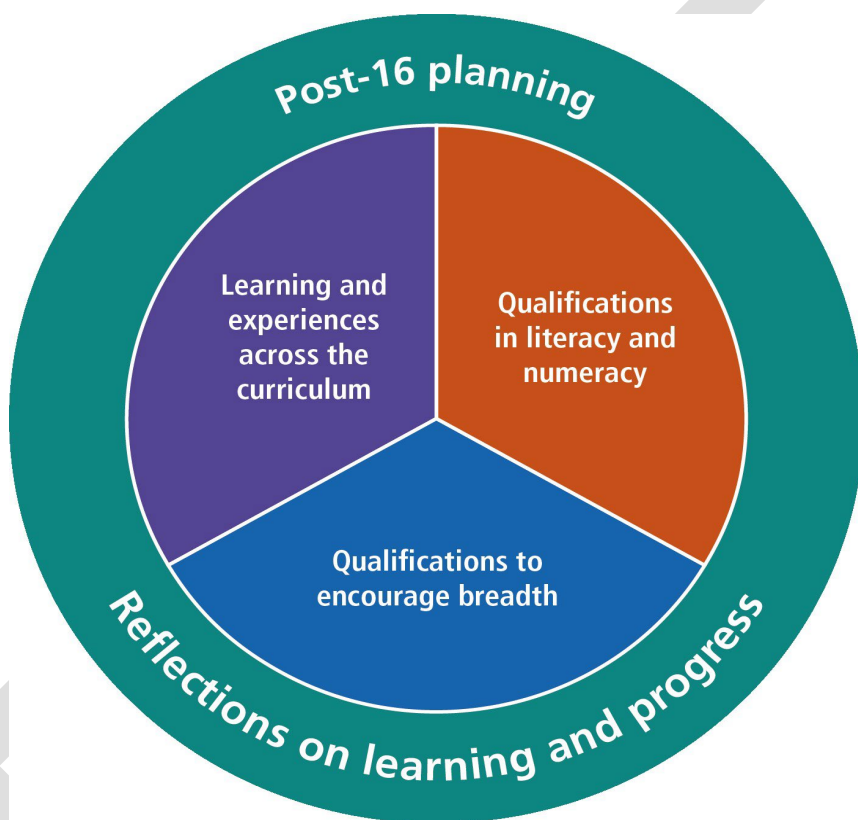 Post-16 planning
Learning and
experiences
across the
curriculum
Qualifications
in literacy and
numeracy
Qualifications to
encourage breadth
Reflections on learning and progress